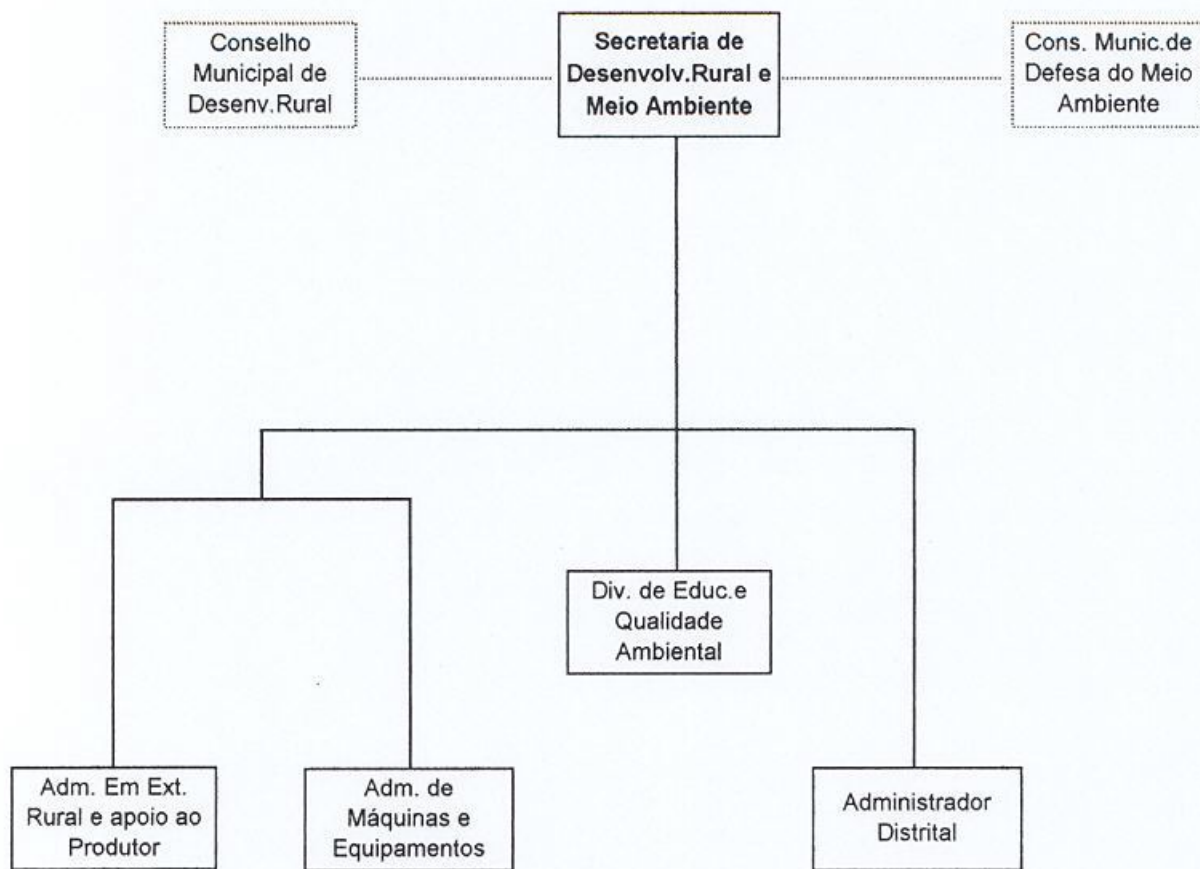 Conselho
Municipal de
Desenv.Rural
Secretaria de
Desenvolv.Rural e
Meio Ambiente
Cons. Munic.de
Defesa do Meio
Ambiente
Div. de Educ.e
Qualidade
Ambiental
Adm. Em Ext.
Rural e apoio ao
Produtor
Adm. de
Máquinas e
Equipamentos
Administrador
Distrital